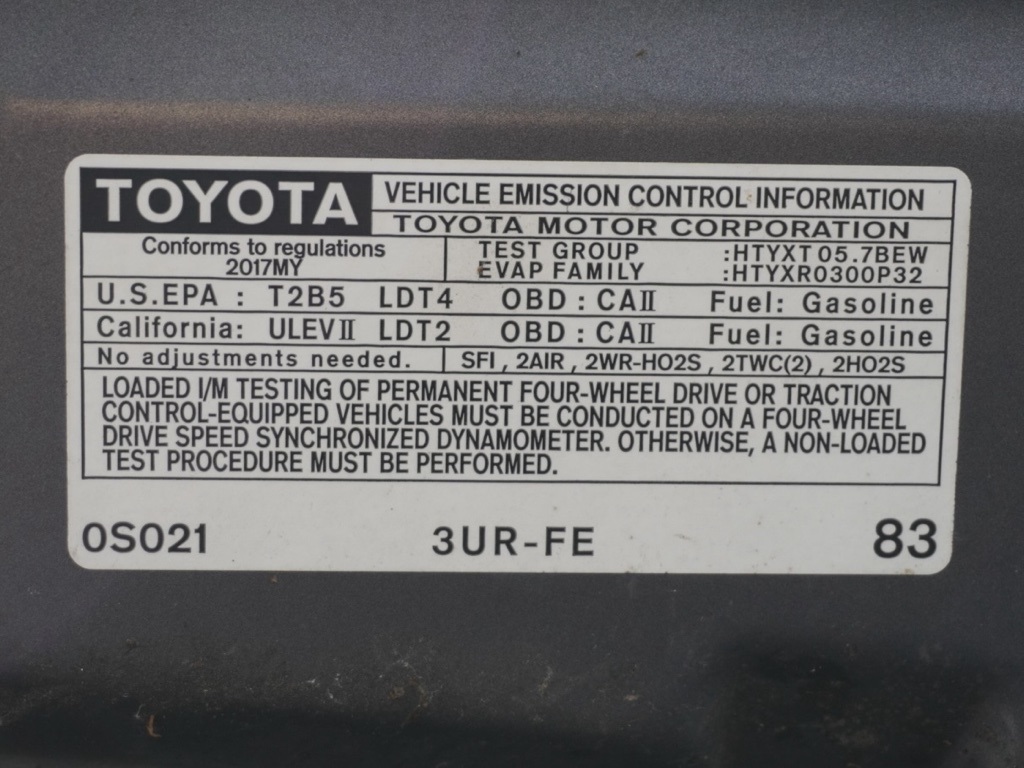 TOYOTA VEHICLE EMISSION CONTROL INFORMATION
TOYOTA MOTOR CORPORATION
Conforms to regulations
2017MY
TEST GROUP :HTYXT05.7BEW
EVAP FAMILY :HTYXR0300P32
U.S.EPA : T2B5 LDT4 OBD : CAⅡ Fuel: Gasoline
California: ULEVⅡ LDT2 OBD : CAⅡ Fuel: Gasoline
No adjustments needed. SFI , 2AIR , 2WR-HO2S , 2TWC(2) , 2HO2S
LOADED I/M TESTING OF PERMANENT FOUR-WHEEL DRIVE OR TRACTION
CONTROL-EQUIPPED VEHICLES MUST BE CONDUCTED ON A FOUR-WHEEL
DRIVE SPEED SYNCHRONIZED DYNAMOMETER. OTHERWISE, A NON-LOADED
TEST PROCEDURE MUST BE PERFORMED.
0S021 3UR-FE 83